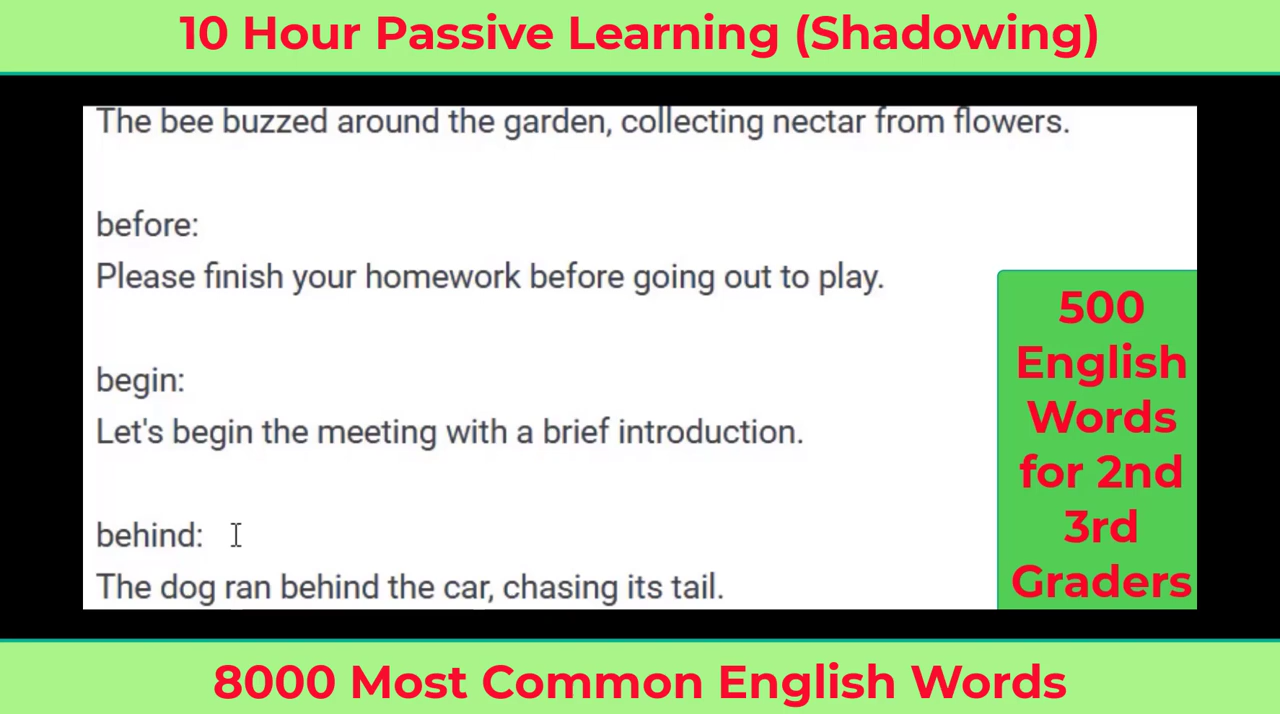 10 Hour Passive Learning (Shadowing)
The bee buzzed around the garden, collecting nectar from flowers.
before:
Please finish your homework before going out to play.
begin:
Let's begin the meeting with a brief introduction.
behind:
The dog ran behind the car, chasing its tail.
500
English
Words
for 2nd
3rd
Graders
8000 Most Common English Words